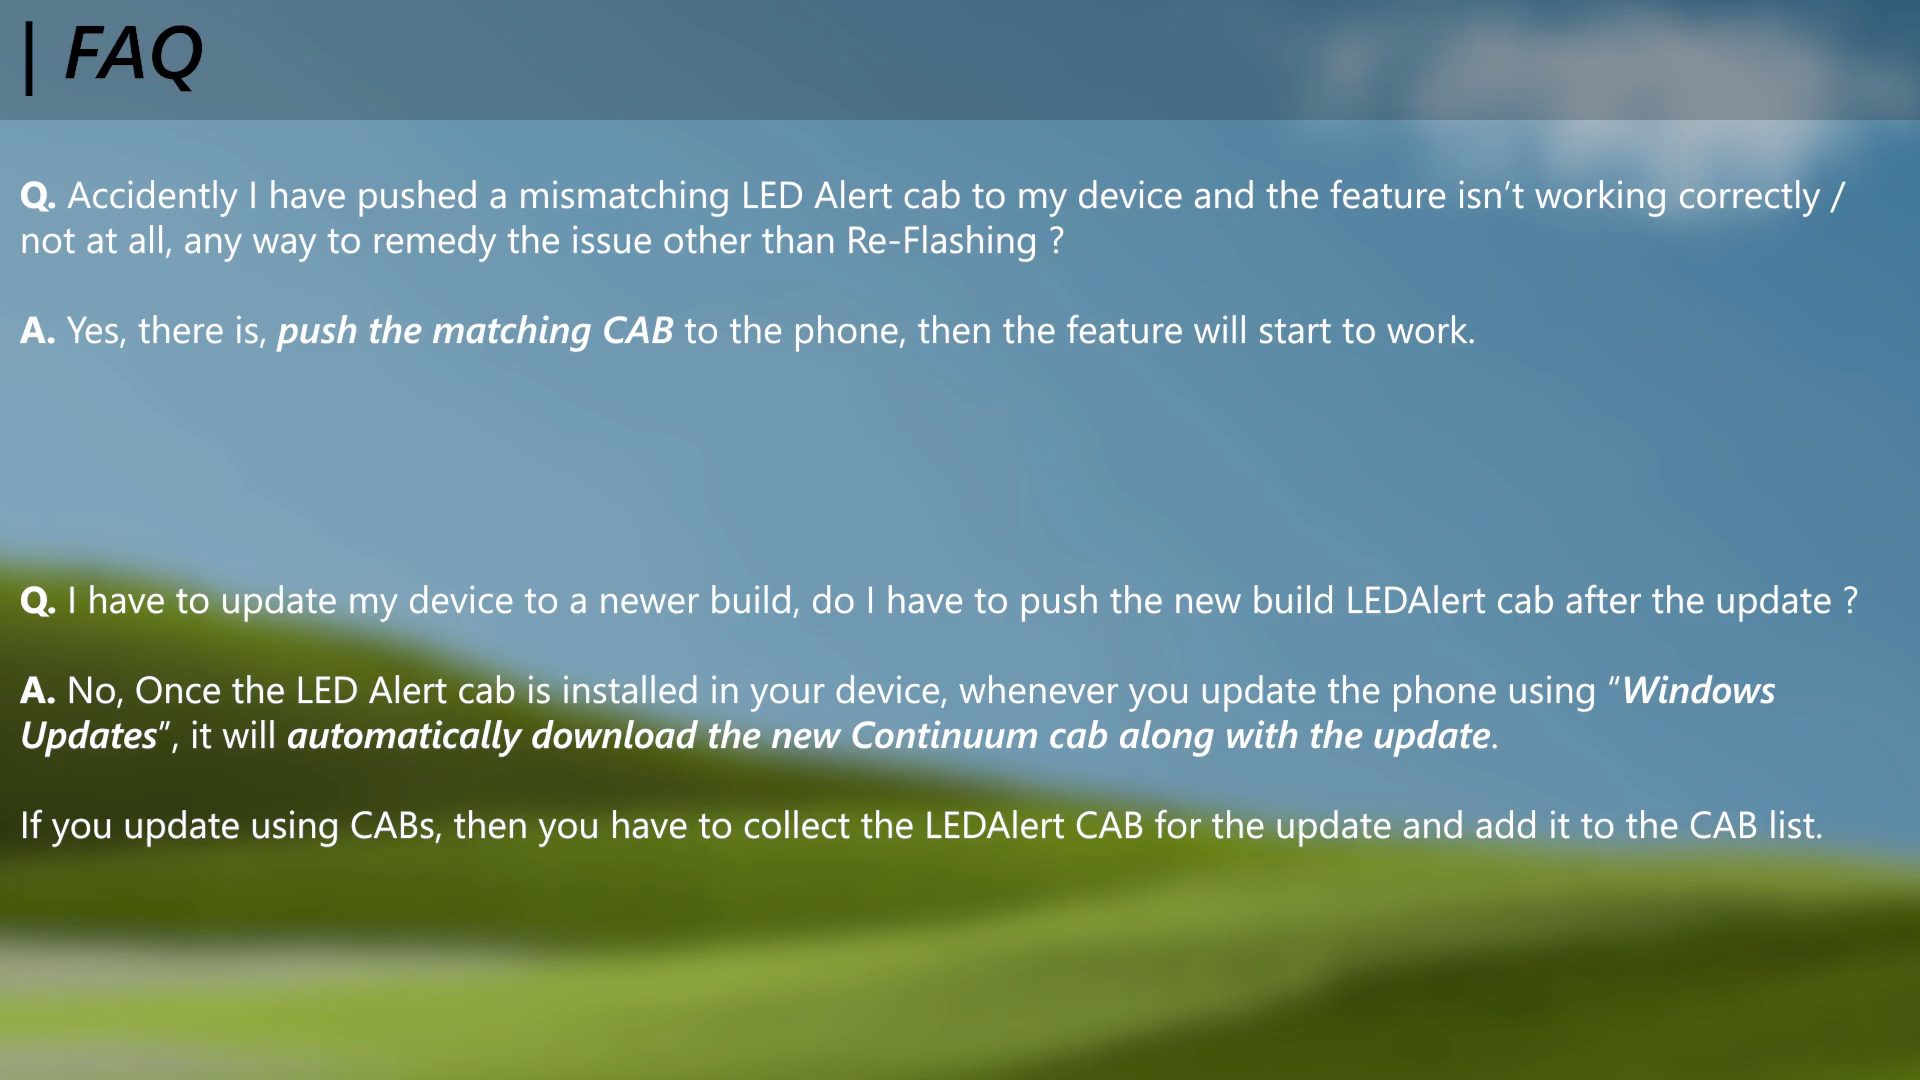 | FAQ
Q. Accidently I have pushed a mismatching LED Alert cab to my device and the feature isn’t working correctly /
not at all, any way to remedy the issue other than Re-Flashing ?
A. Yes, there is, push the matching CAB to the phone, then the feature will start to work.
Q. I have to update my device to a newer build, do I have to push the new build LEDAlert cab after the update ?
A. No, Once the LED Alert cab is installed in your device, whenever you update the phone using “Windows
Updates”, it will automatically download the new Continuum cab along with the update.
If you update using CABs, then you have to collect the LEDAlert CAB for the update and add it to the CAB list.